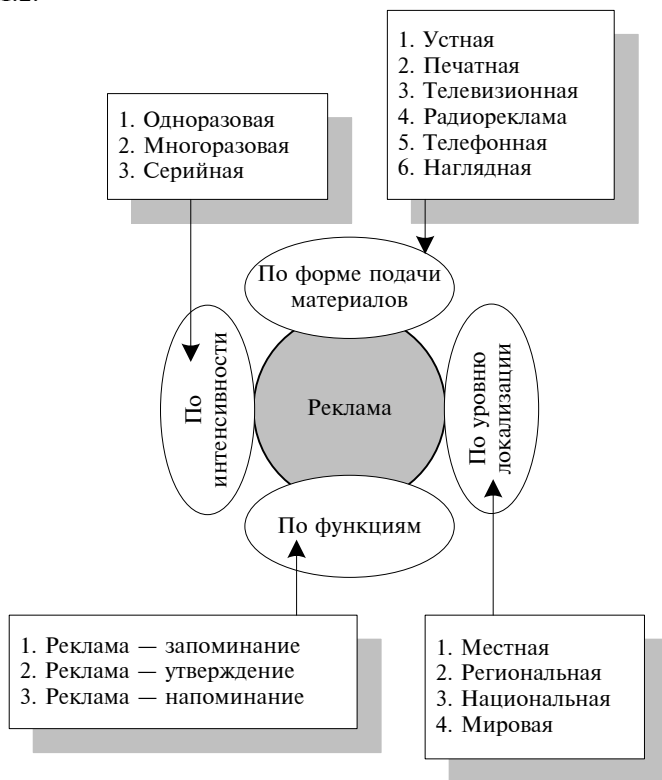 1. Устная
2. Печатная
3. Телевизионная
4. Радиореклама
5. Телефонная
6. Наглядная
1. Одноразовая
2. Многоразовая
3. Серийная
По форме подачи
материалов
По
интенсивности
Реклама
По уровню
локализации
По функциям
1. Реклама — запоминание
2. Реклама — утверждение
3. Реклама — напоминание
1. Местная
2. Региональная
3. Национальная
4. Мировая